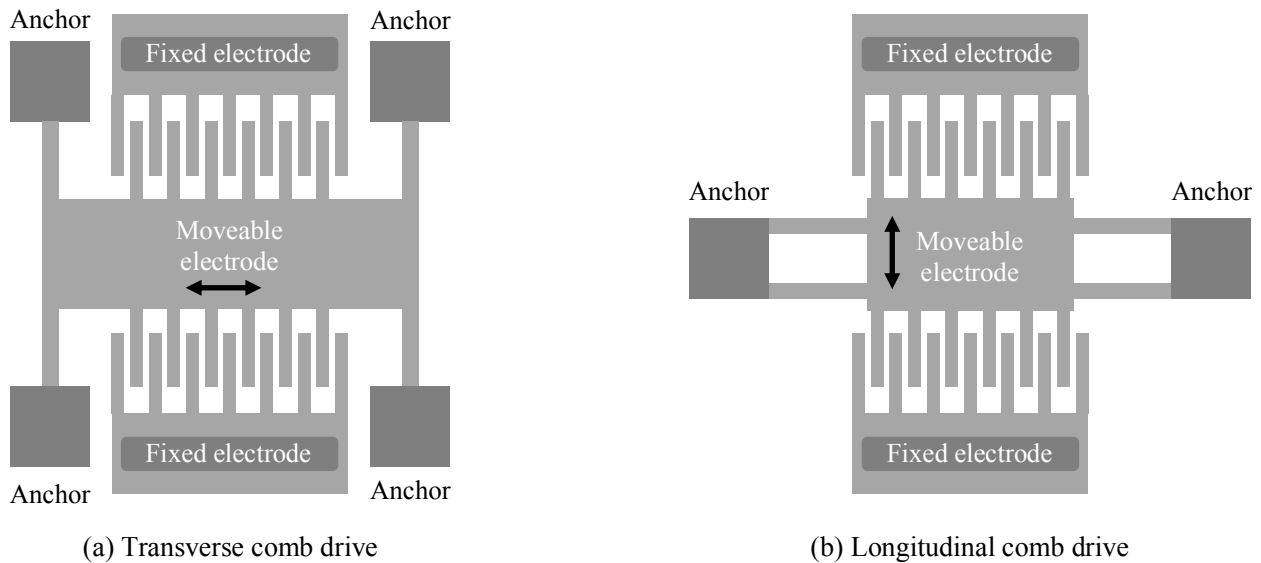 Anchor
Anchor
Fixed electrode
Moveable
electrode
Fixed electrode
Anchor
Anchor
(a) Transverse comb drive
Fixed electrode
Anchor
Anchor
Moveable
electrode
Fixed electrode
(b) Longitudinal comb drive